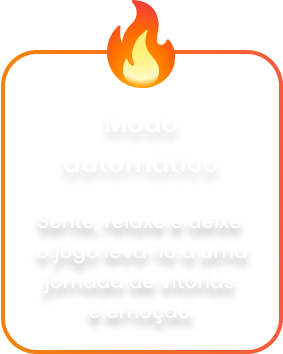 Modo
automático
Sente, relaxe e deixe
o jogo levá-lo a uma
jornada de vitórias
e emoção.